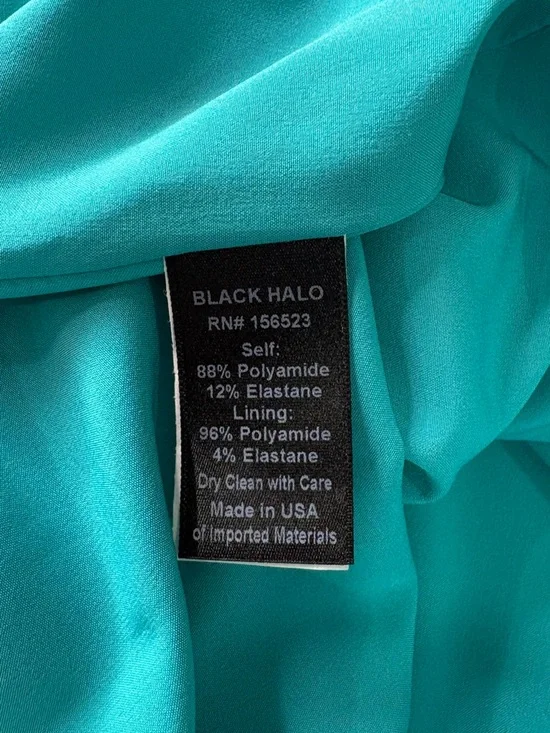 BLACK HALO
RN# 156523
Self:
88% Polyamide
12% Elastane
Lining:
96% Polyamide
4% Elastane
Dry Clean with Care
Made in USA
of Imported Materials